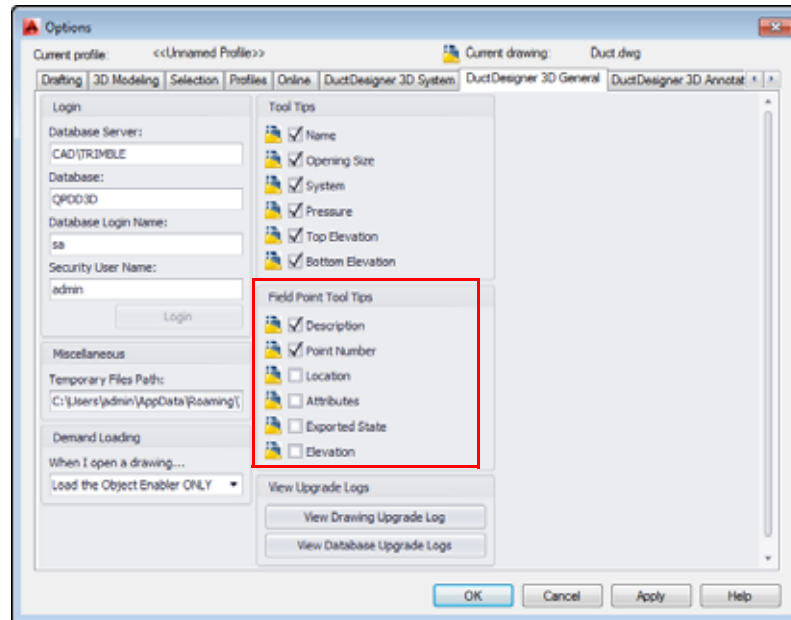 Options
Current profile: <<Unnamed Profile>> Current drawing: Duct.dwg
Drafting 3D Modeling Selection Profiles Online DuctDesigner 3D System DuctDesigner 3D General DuctDesigner 3D Annotat
Login
Database Server:
CAD\TRIMBLE
Database:
QPDD3D
Database Login Name:
sa
Security User Name:
admin
Login
Miscellaneous
Temporary Files Path:
C:\Users\admin\AppData\Roaming\(
Demand Loading
When I open a drawing...
Load the Object Enabler ONLY
Tool Tips
Name
Opening Size
System
Pressure
Top Elevation
Bottom Elevation
Field Point Tool Tips
Description
Point Number
Location
Attributes
Exported State
Elevation
View Upgrade Logs
View Drawing Upgrade Log
View Database Upgrade Logs
OK Cancel Apply Help